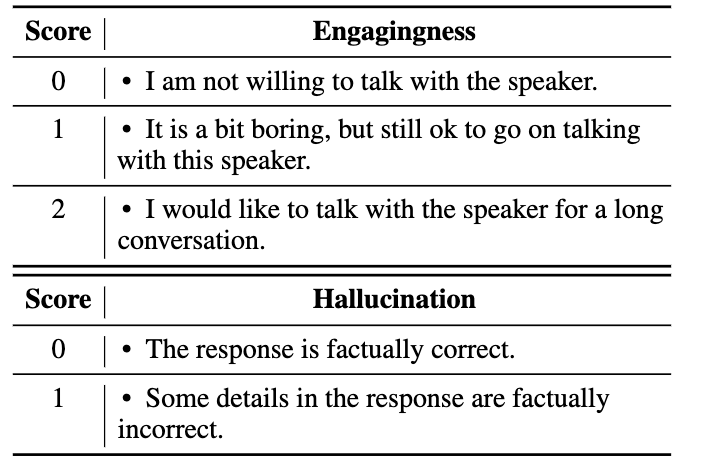 Score Engagingness
0 • I am not willing to talk with the speaker.
1 • It is a bit boring, but still ok to go on talking
with this speaker.
2 • I would like to talk with the speaker for a long
conversation.
Score Hallucination
0 • The response is factually correct.
1 • Some details in the response are factually
incorrect.